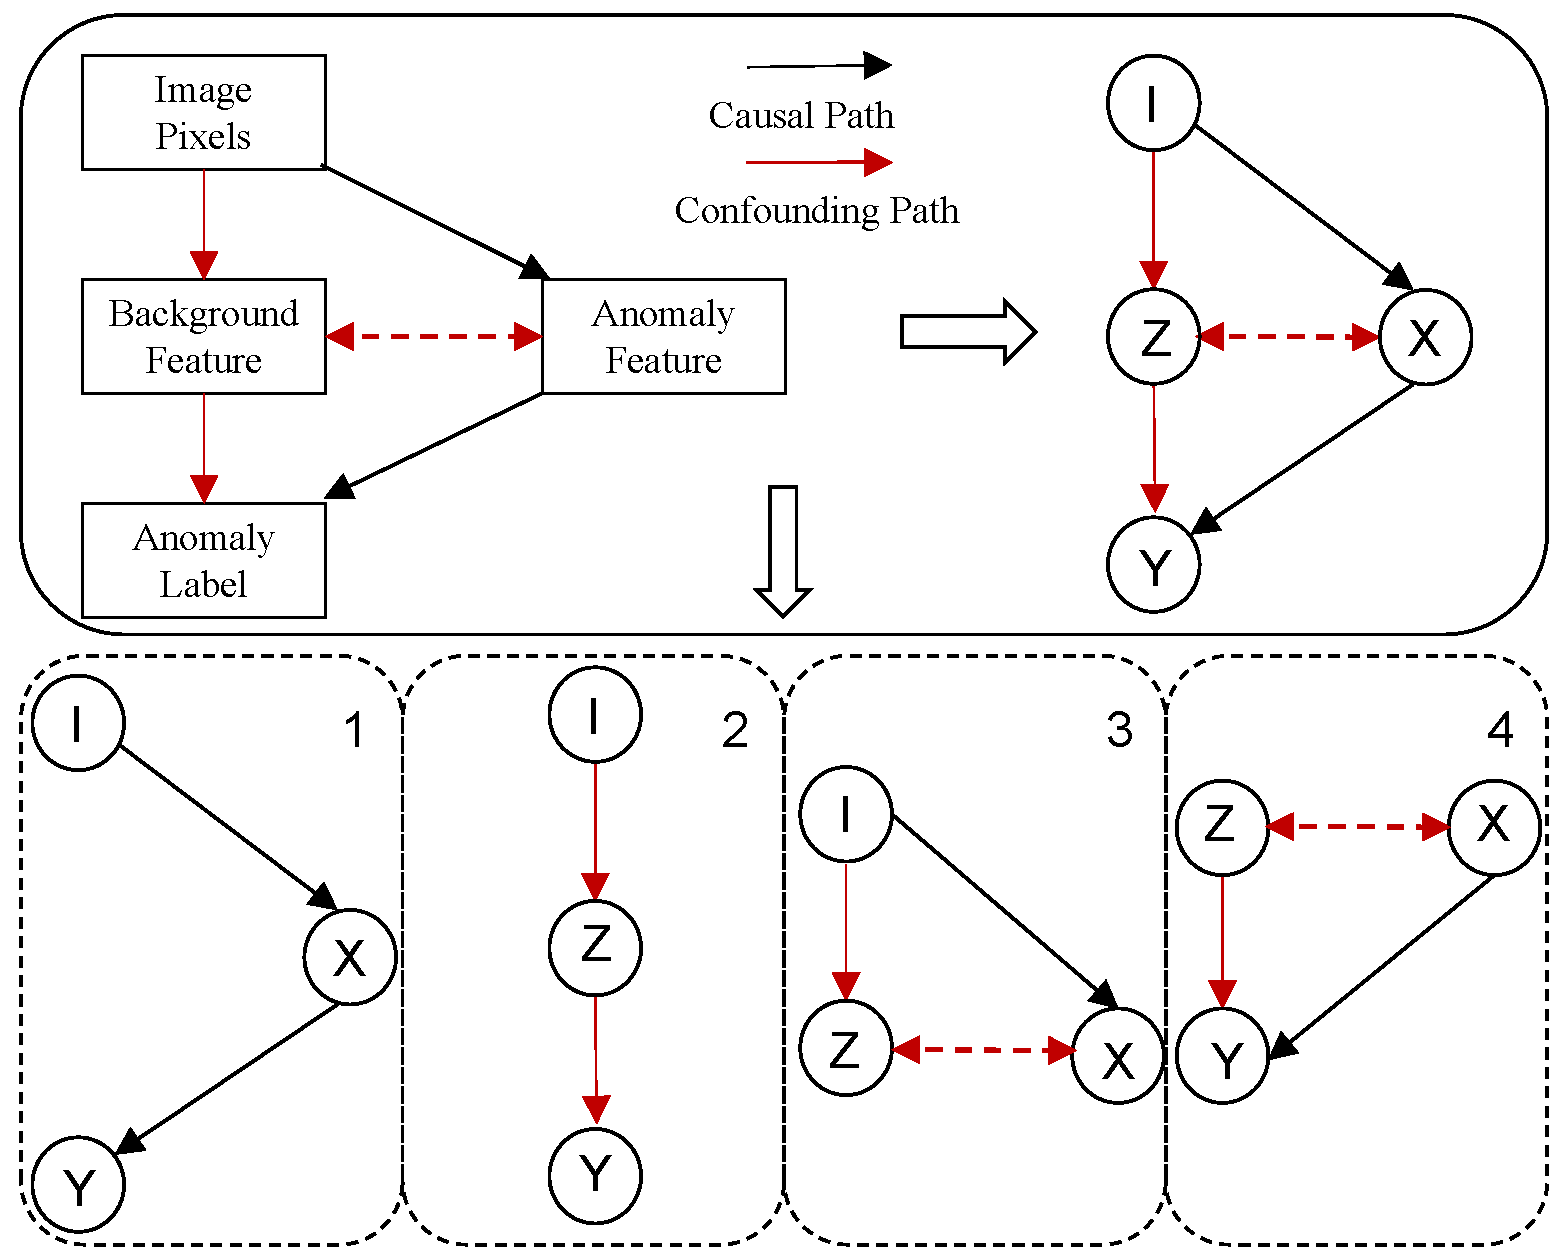 Image
Pixels
Causal Path
Confounding Path
Background
Feature
Anomaly
Feature
Anomaly
Label
I
Z
X
Y
1
I
X
Y
2
I
Z
Y
3
I
Z
X
4
Z
X
Y